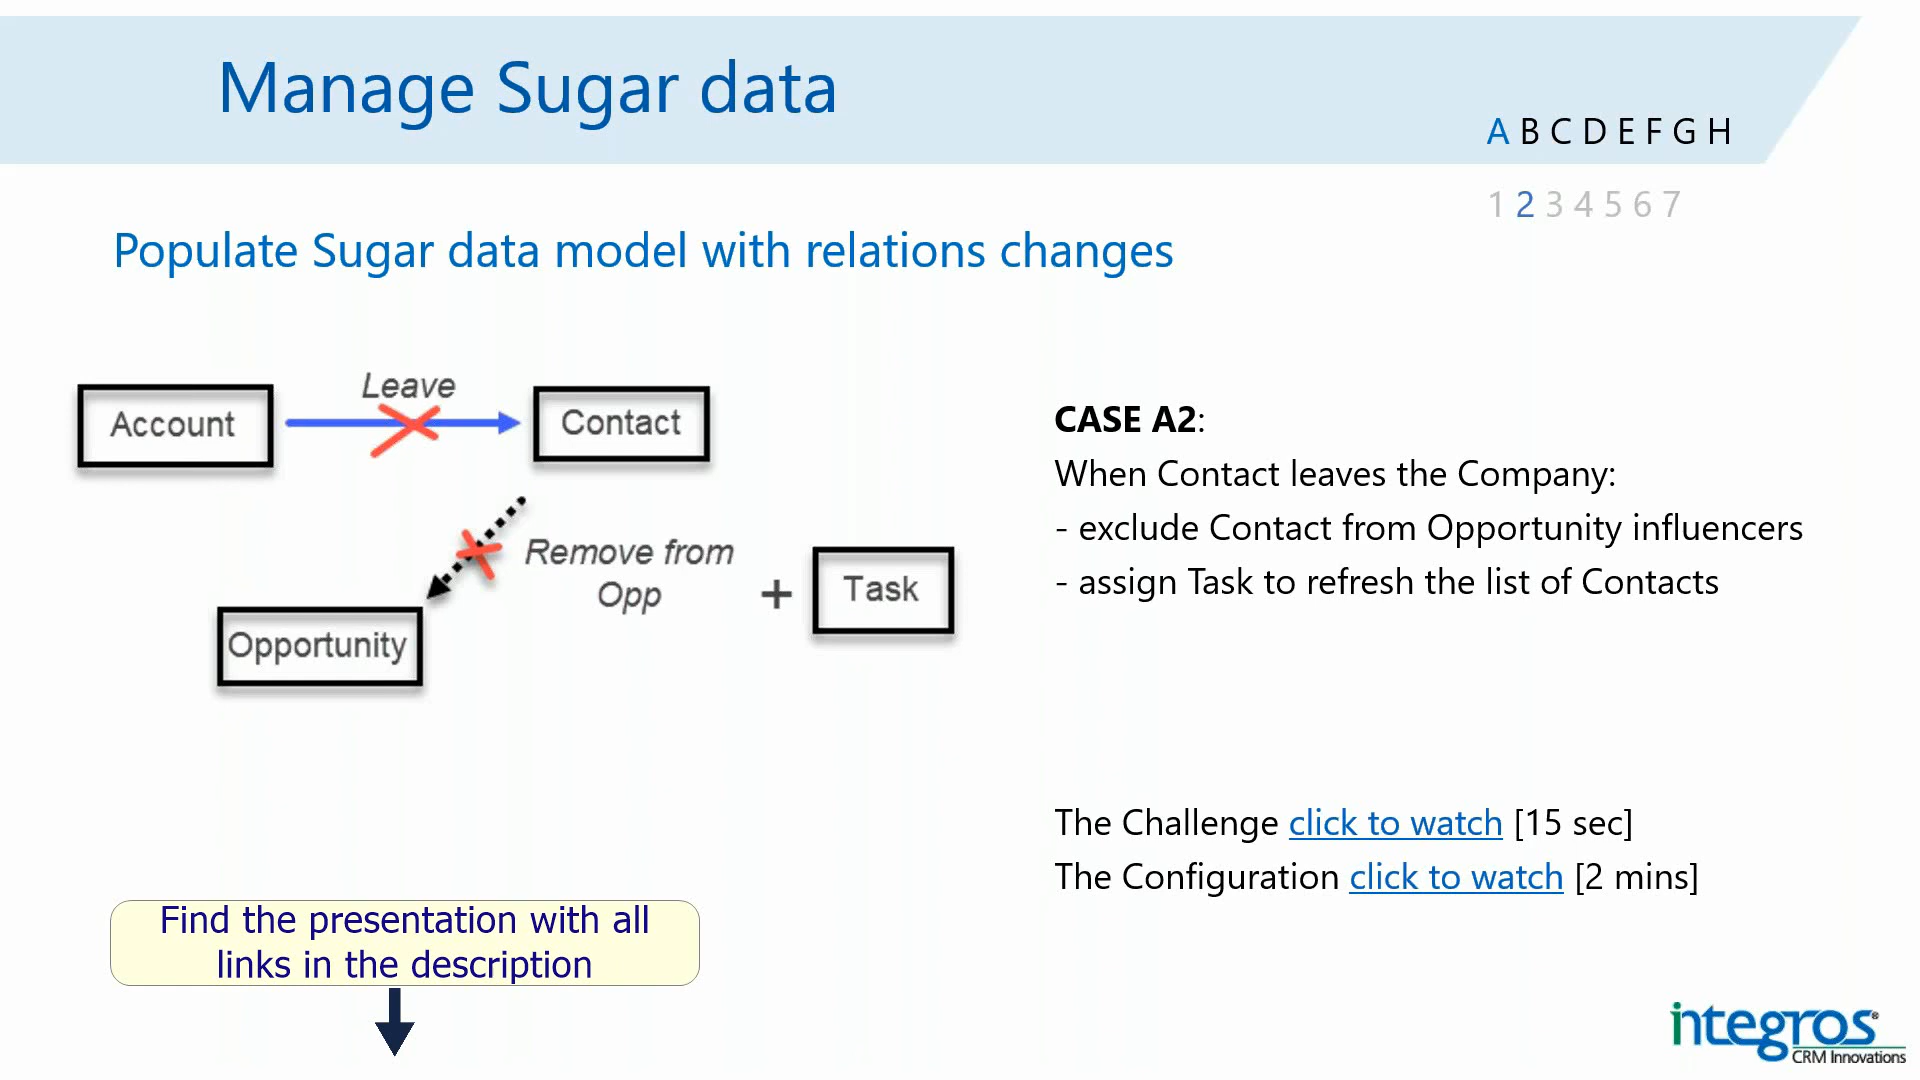 Manage Sugar data
A B C D E F G H
1 2 3 4 5 6 7
Populate Sugar data model with relations changes
Account
Leave
Contact
Remove from
Opp
+
Task
Opportunity
CASE A2:
When Contact leaves the Company:
- exclude Contact from Opportunity influencers
- assign Task to refresh the list of Contacts
The Challenge click to watch [15 sec]
The Configuration click to watch [2 mins]
Find the presentation with all
links in the description
integros®
CRM Innovations